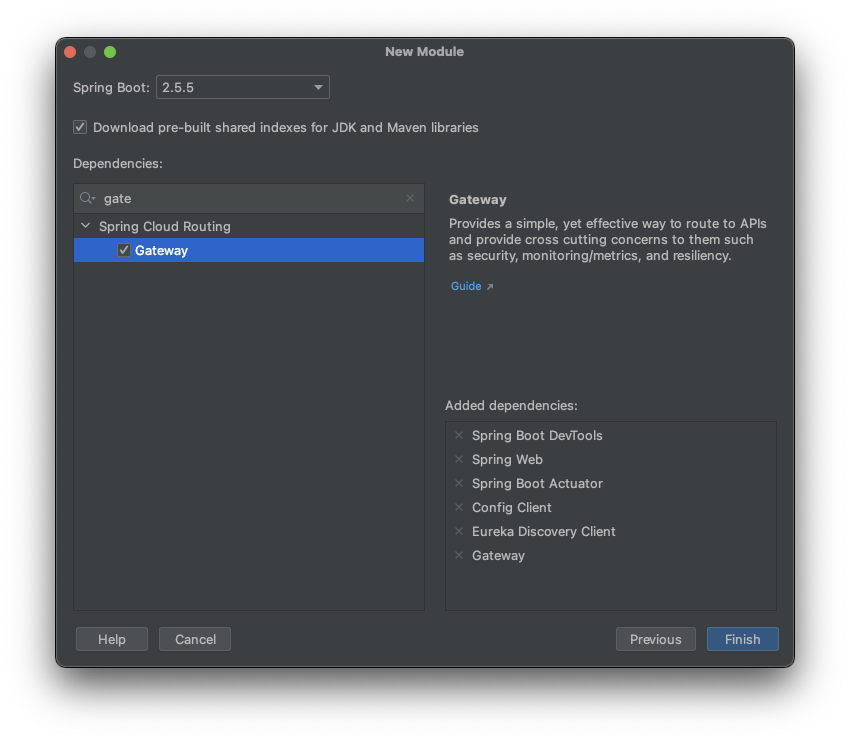 New Module
Spring Boot: 2.5.5
Download pre-built shared indexes for JDK and Maven libraries
Dependencies:
gate
Spring Cloud Routing
Gateway
Gateway
Provides a simple, yet effective way to route to APIs
and provide cross cutting concerns to them such
as security, monitoring/metrics, and resiliency.
Guide
Added dependencies:
Spring Boot DevTools
Spring Web
Spring Boot Actuator
Config Client
Eureka Discovery Client
Gateway
Help Cancel Previous Finish